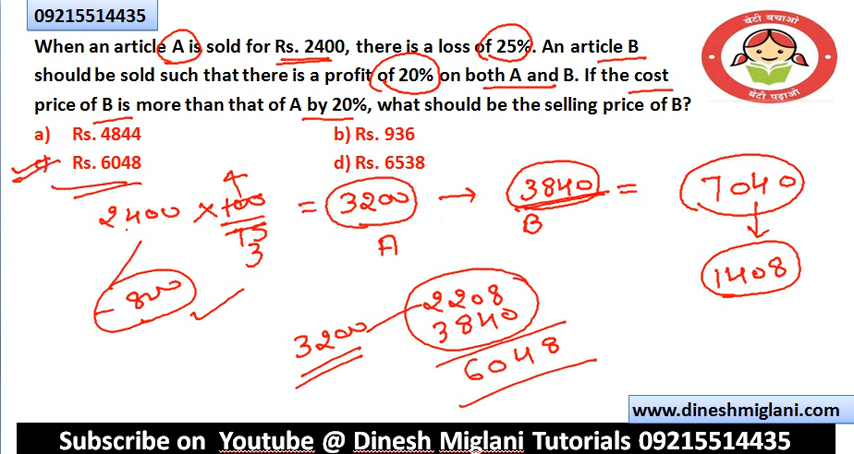 09215514435
बेटी बचाओ
When an article A is sold for Rs. 2400, there is a loss of 25%. An article B
should be sold such that there is a profit of 20% on both A and B. If the cost
price of B is more than that of A by 20%, what should be the selling price of B?
बेटी पढ़ाओ
a) Rs. 4844
b) Rs. 936
c) Rs. 6048
d) Rs. 6538
2400 × 100/75 = 3200 → 3840 = 7040
4
3
A
B
- 800
1408
3200
2208
3840
6048
www.dineshmiglani.com
Subscribe on Youtube @ Dinesh Miglani Tutorials 09215514435